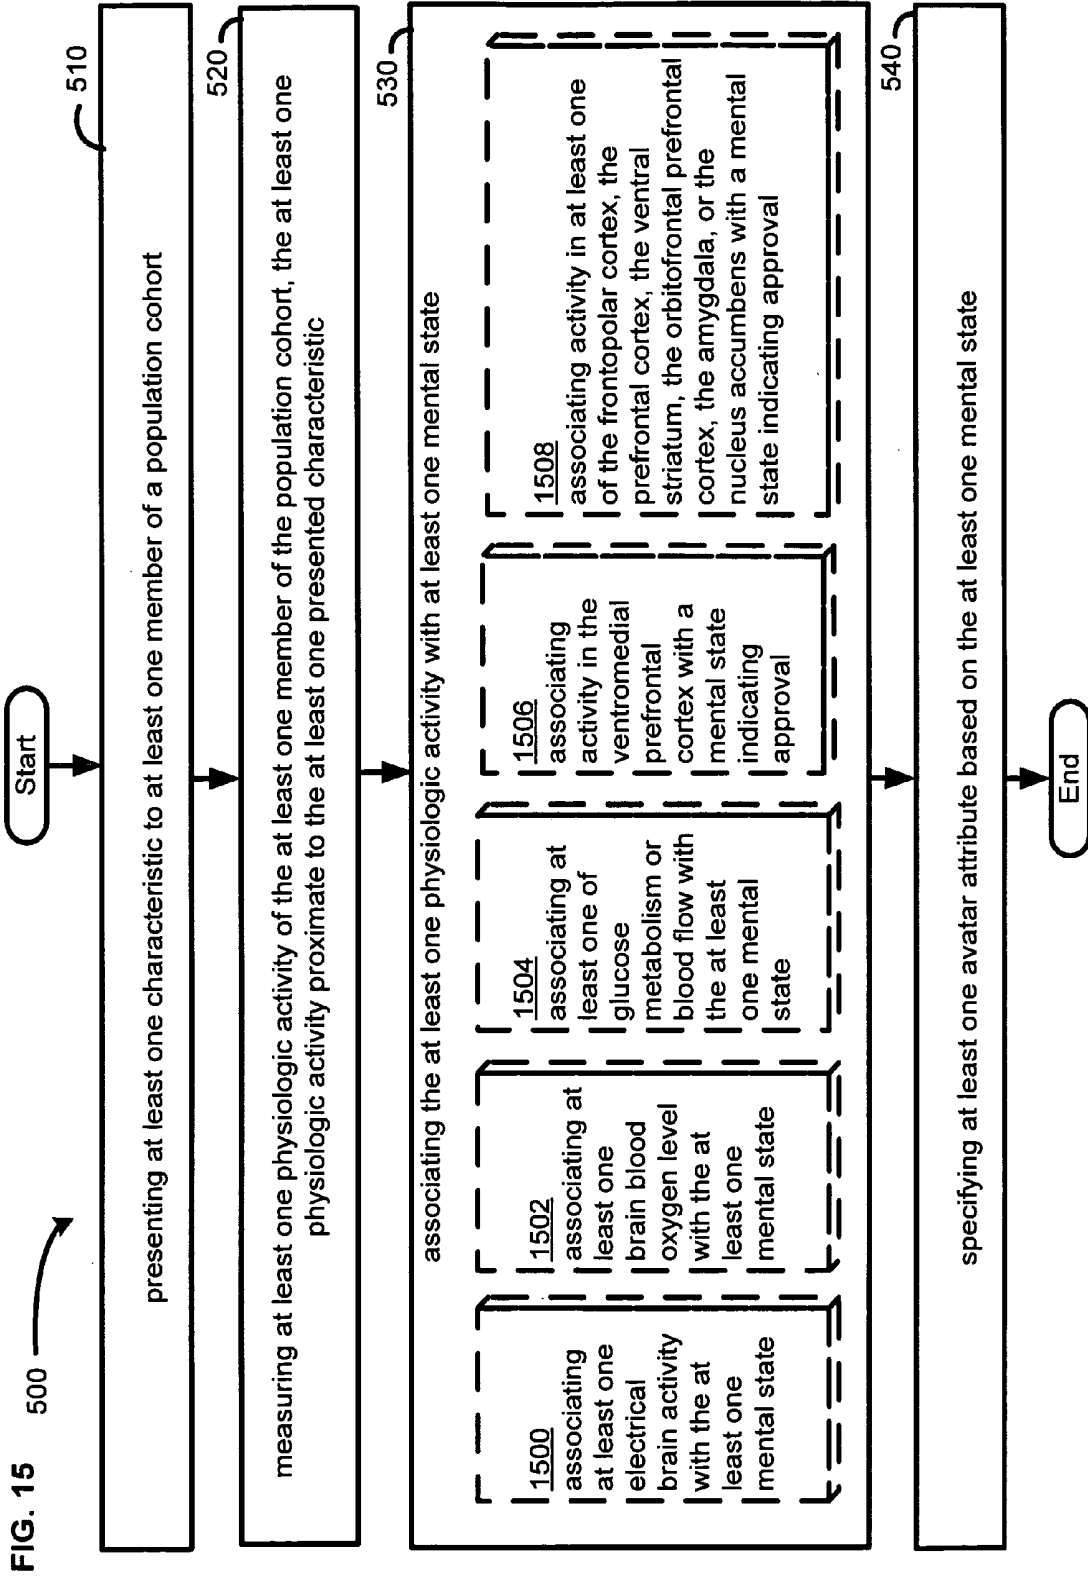 FIG. 15
500
Start
510
presenting at least one characteristic to at least one member of a population cohort
520
measuring at least one physiologic activity of the at least one member of the population cohort, the at least one
physiologic activity proximate to the at least one presented characteristic
530
associating the at least one physiologic activity with at least one mental state
1500
associating
at least one
electrical
brain activity
with the at
least one
mental state
1502
associating at
least one
brain blood
oxygen level
with the at
least one
mental state
1504
associating at
least one of
glucose
metabolism or
blood flow with
the at least
one mental
state
1506
associating
activity in the
ventromedial
prefrontal
cortex with a
mental state
indicating
approval
1508
associating activity in at least one
of the frontopolar cortex, the
prefrontal cortex, the ventral
striatum, the orbitofrontal prefrontal
cortex, the amygdala, or the
nucleus accumbens with a mental
state indicating approval
540
specifying at least one avatar attribute based on the at least one mental state
End